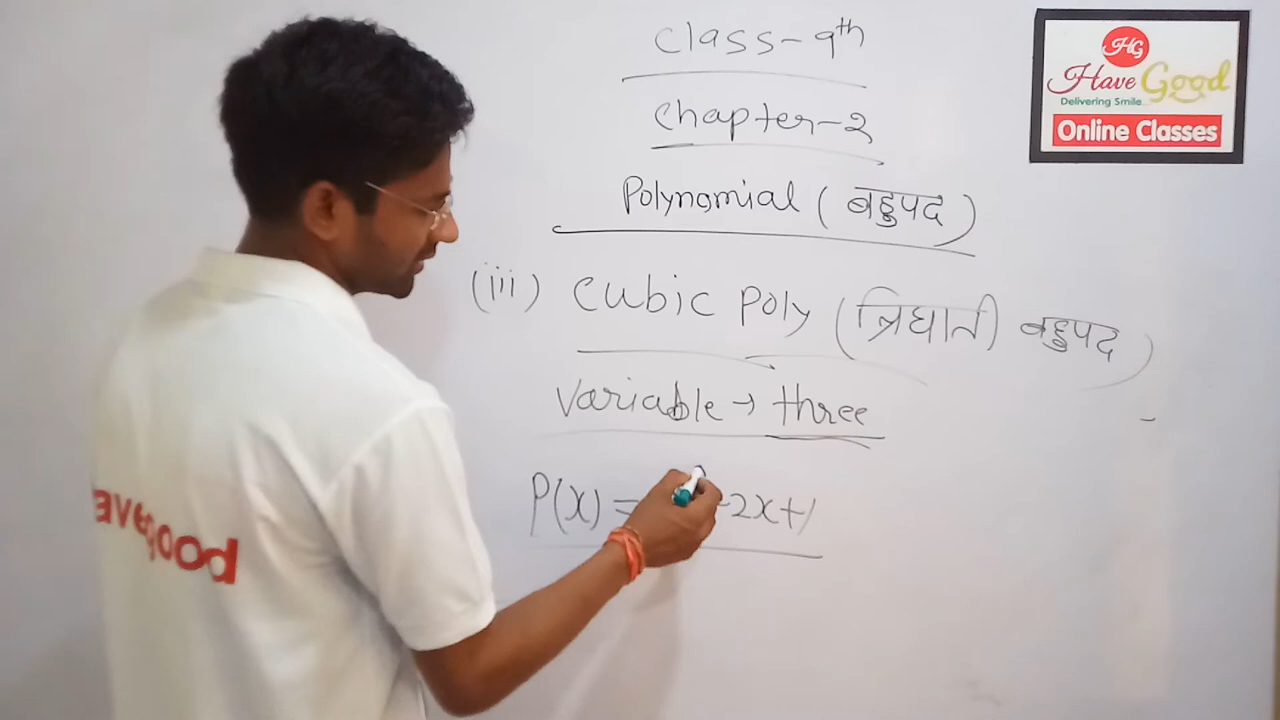 class-9th
chapter-2
Polynomial (बहुपद)
(iii) cubic poly (त्रिघाती बहुपद)
variable → three
P(x) = -2x+1
HG
Have Good
Delivering Smile...
Online Classes
avegood